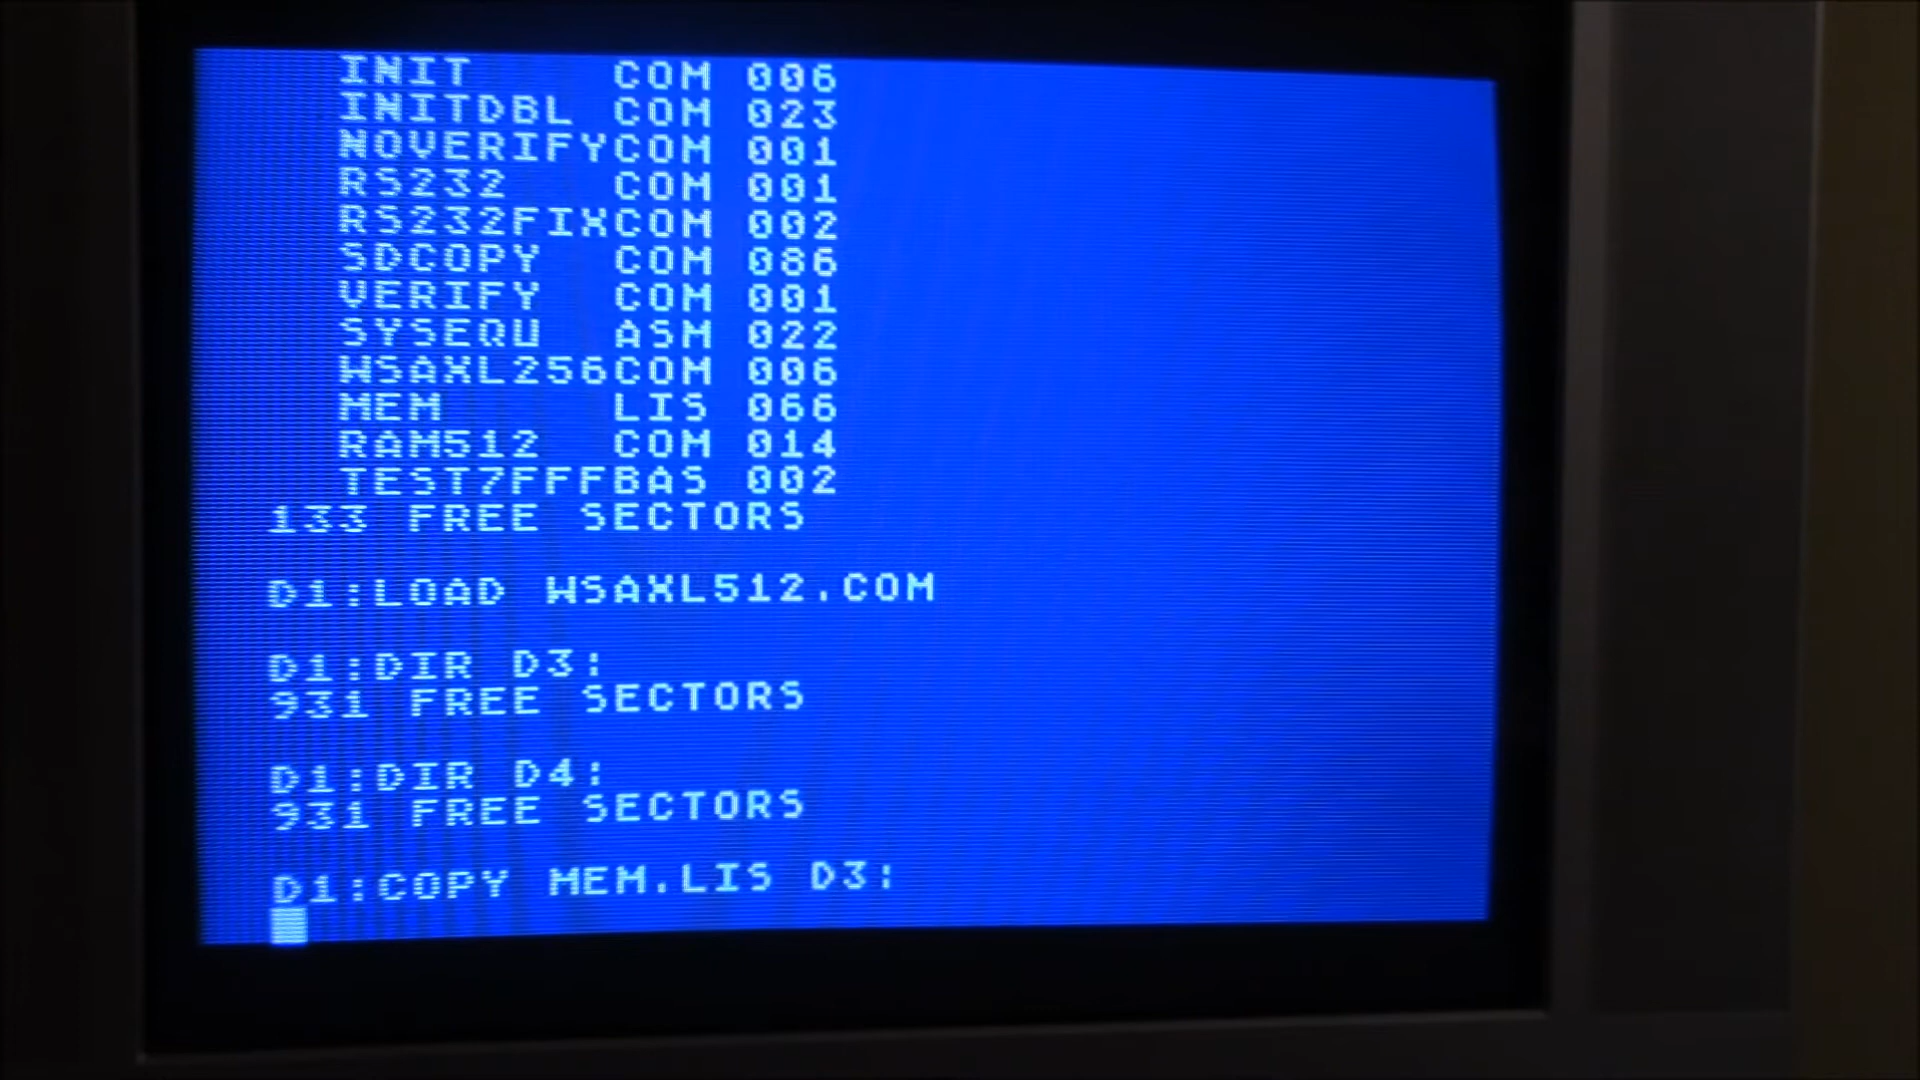 INIT COM 006
INITDBL COM 023
NOVERIFYCOM 001
RS232 COM 001
RS232FIXCOM 002
SDCOPY COM 086
VERIFY COM 001
SYSEQU ASM 022
WSAXL256COM 006
MEM LIS 066
RAM512 COM 014
TEST7FFFBAS 002
133 FREE SECTORS
D1:LOAD WSAXL512.COM
D1:DIR D3:
931 FREE SECTORS
D1:DIR D4:
931 FREE SECTORS
D1:COPY MEM.LIS D3: